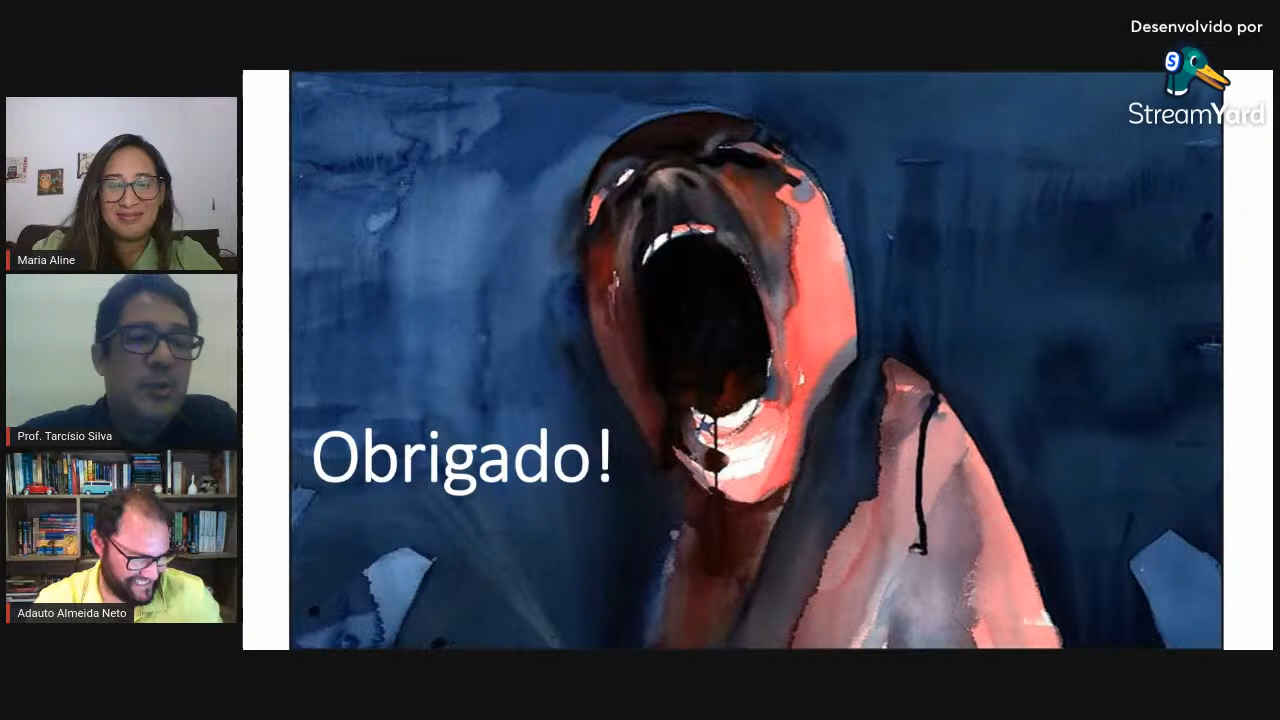 Desenvolvido por
StreamYard
Maria Aline
Prof. Tarcísio Silva
Adauto Almeida Neto
Obrigado!